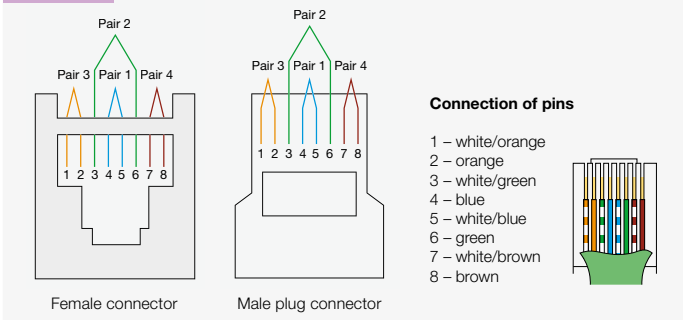 Pair 2
Pair 3 Pair 1 Pair 4
1 2 3 4 5 6 7 8
Female connector
Pair 2
Pair 3 Pair 1 Pair 4
1 2 3 4 5 6 7 8
Male plug connector
Connection of pins
1 – white/orange
2 – orange
3 – white/green
4 – blue
5 – white/blue
6 – green
7 – white/brown
8 – brown